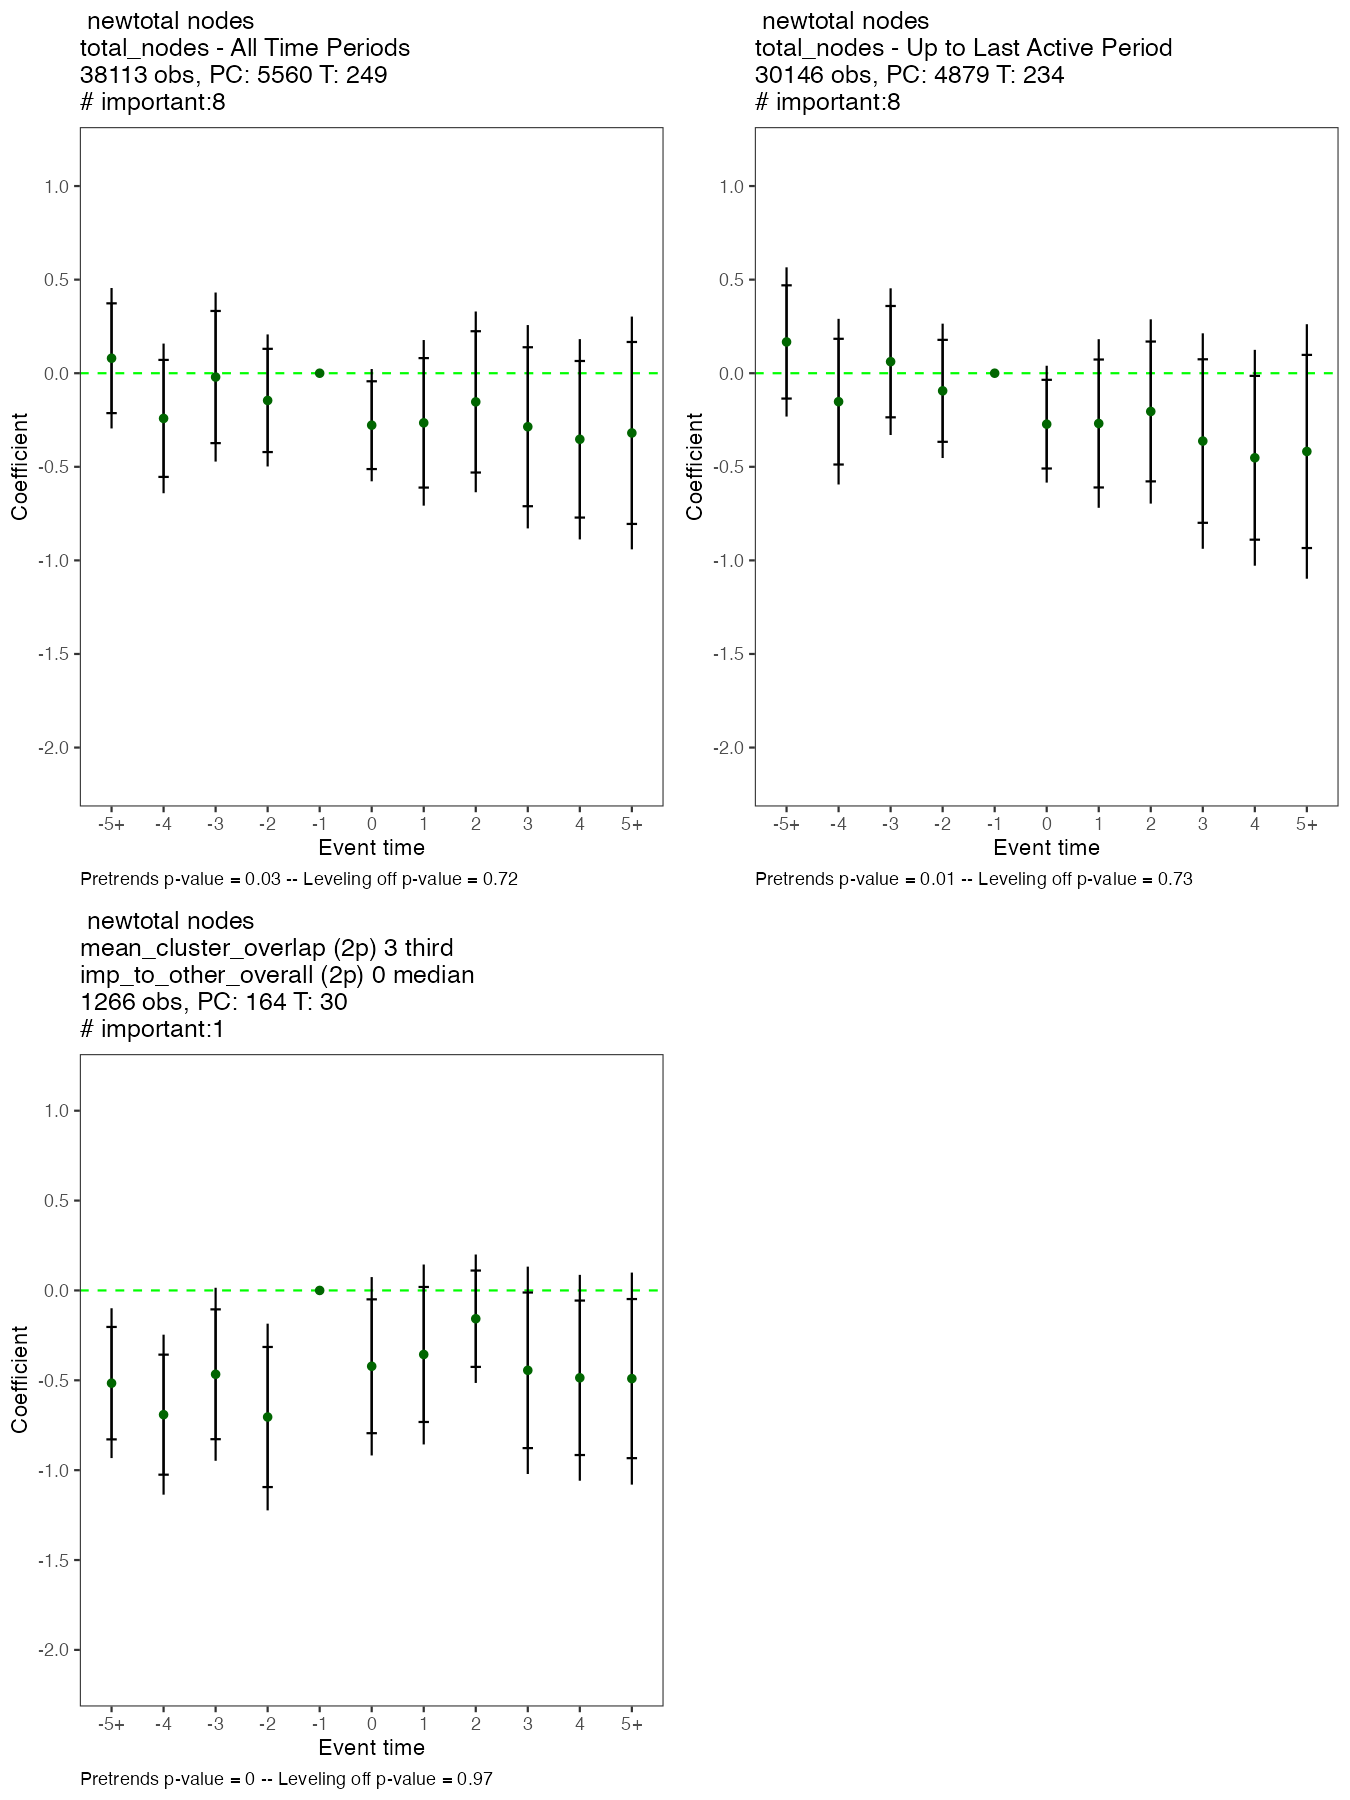 newtotal nodes
total_nodes - All Time Periods
38113 obs, PC: 5560 T: 249
# important:8
1.0
0.5
0.0
-0.5
-1.0
-1.5
-2.0
Coefficient
-5+ -4 -3 -2 -1 0 1 2 3 4 5+
Event time
Pretrends p-value = 0.03 -- Leveling off p-value = 0.72
newtotal nodes
total_nodes - Up to Last Active Period
30146 obs, PC: 4879 T: 234
# important:8
1.0
0.5
0.0
-0.5
-1.0
-1.5
-2.0
Coefficient
-5+ -4 -3 -2 -1 0 1 2 3 4 5+
Event time
Pretrends p-value = 0.01 -- Leveling off p-value = 0.73
newtotal nodes
mean_cluster_overlap (2p) 3 third
imp_to_other_overall (2p) 0 median
1266 obs, PC: 164 T: 30
# important:1
1.0
0.5
0.0
-0.5
-1.0
-1.5
-2.0
Coefficient
-5+ -4 -3 -2 -1 0 1 2 3 4 5+
Event time
Pretrends p-value = 0 -- Leveling off p-value = 0.97